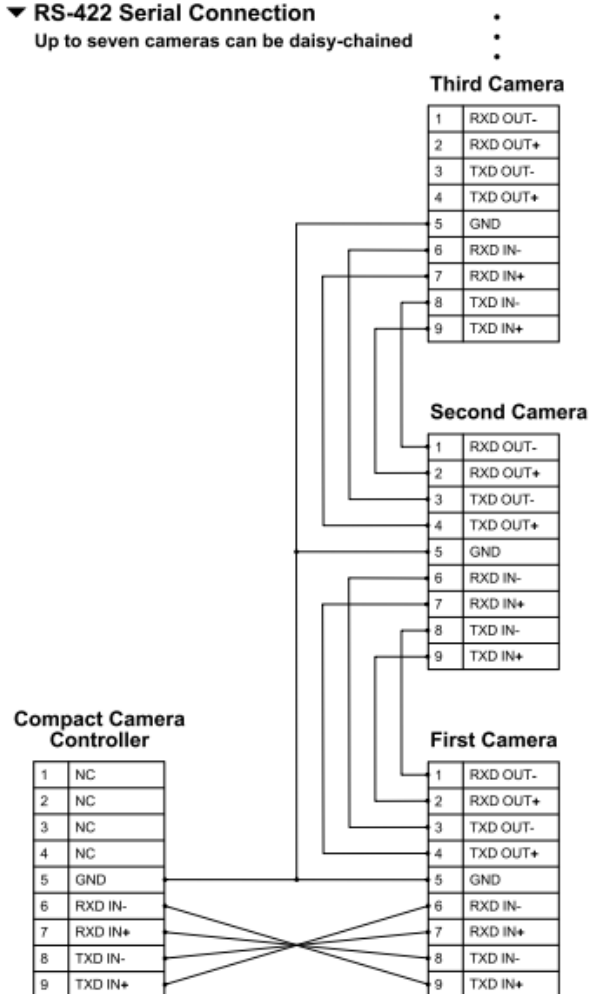 ▼ RS-422 Serial Connection
Up to seven cameras can be daisy-chained
Third Camera
1 RXD OUT-
2 RXD OUT+
3 TXD OUT-
4 TXD OUT+
5 GND
6 RXD IN-
7 RXD IN+
8 TXD IN-
9 TXD IN+
Second Camera
1 RXD OUT-
2 RXD OUT+
3 TXD OUT-
4 TXD OUT+
5 GND
6 RXD IN-
7 RXD IN+
8 TXD IN-
9 TXD IN+
Compact Camera
Controller
1 NC
2 NC
3 NC
4 NC
5 GND
6 RXD IN-
7 RXD IN+
8 TXD IN-
9 TXD IN+
First Camera
1 RXD OUT-
2 RXD OUT+
3 TXD OUT-
4 TXD OUT+
5 GND
6 RXD IN-
7 RXD IN+
8 TXD IN-
9 TXD IN+